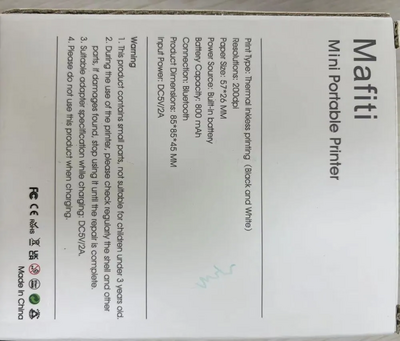 Mafiti
Mini Portable Printer
Print Type: Thermal Inkless printing (Black and White)
Resolutions: 200dpi
Paper Size: 57*26 MM
Power Source: Built-in battery
Battery Capacity: 800 mAh
Connection: Bluetooth
Product Dimensions: 85*85*45 MM
Input Power: DC5V/2A
Warning
1. This product contains small parts, not suitable for children under 3 years old.
2. During the use of the printer, please check regularly the shell and other
parts, if damages found, stop using it until the repair is complete.
3. Suitable adapter specification while charging: DC5V/2A.
4. Please do not use this product when charging.
FC CE RoHS
Made In China